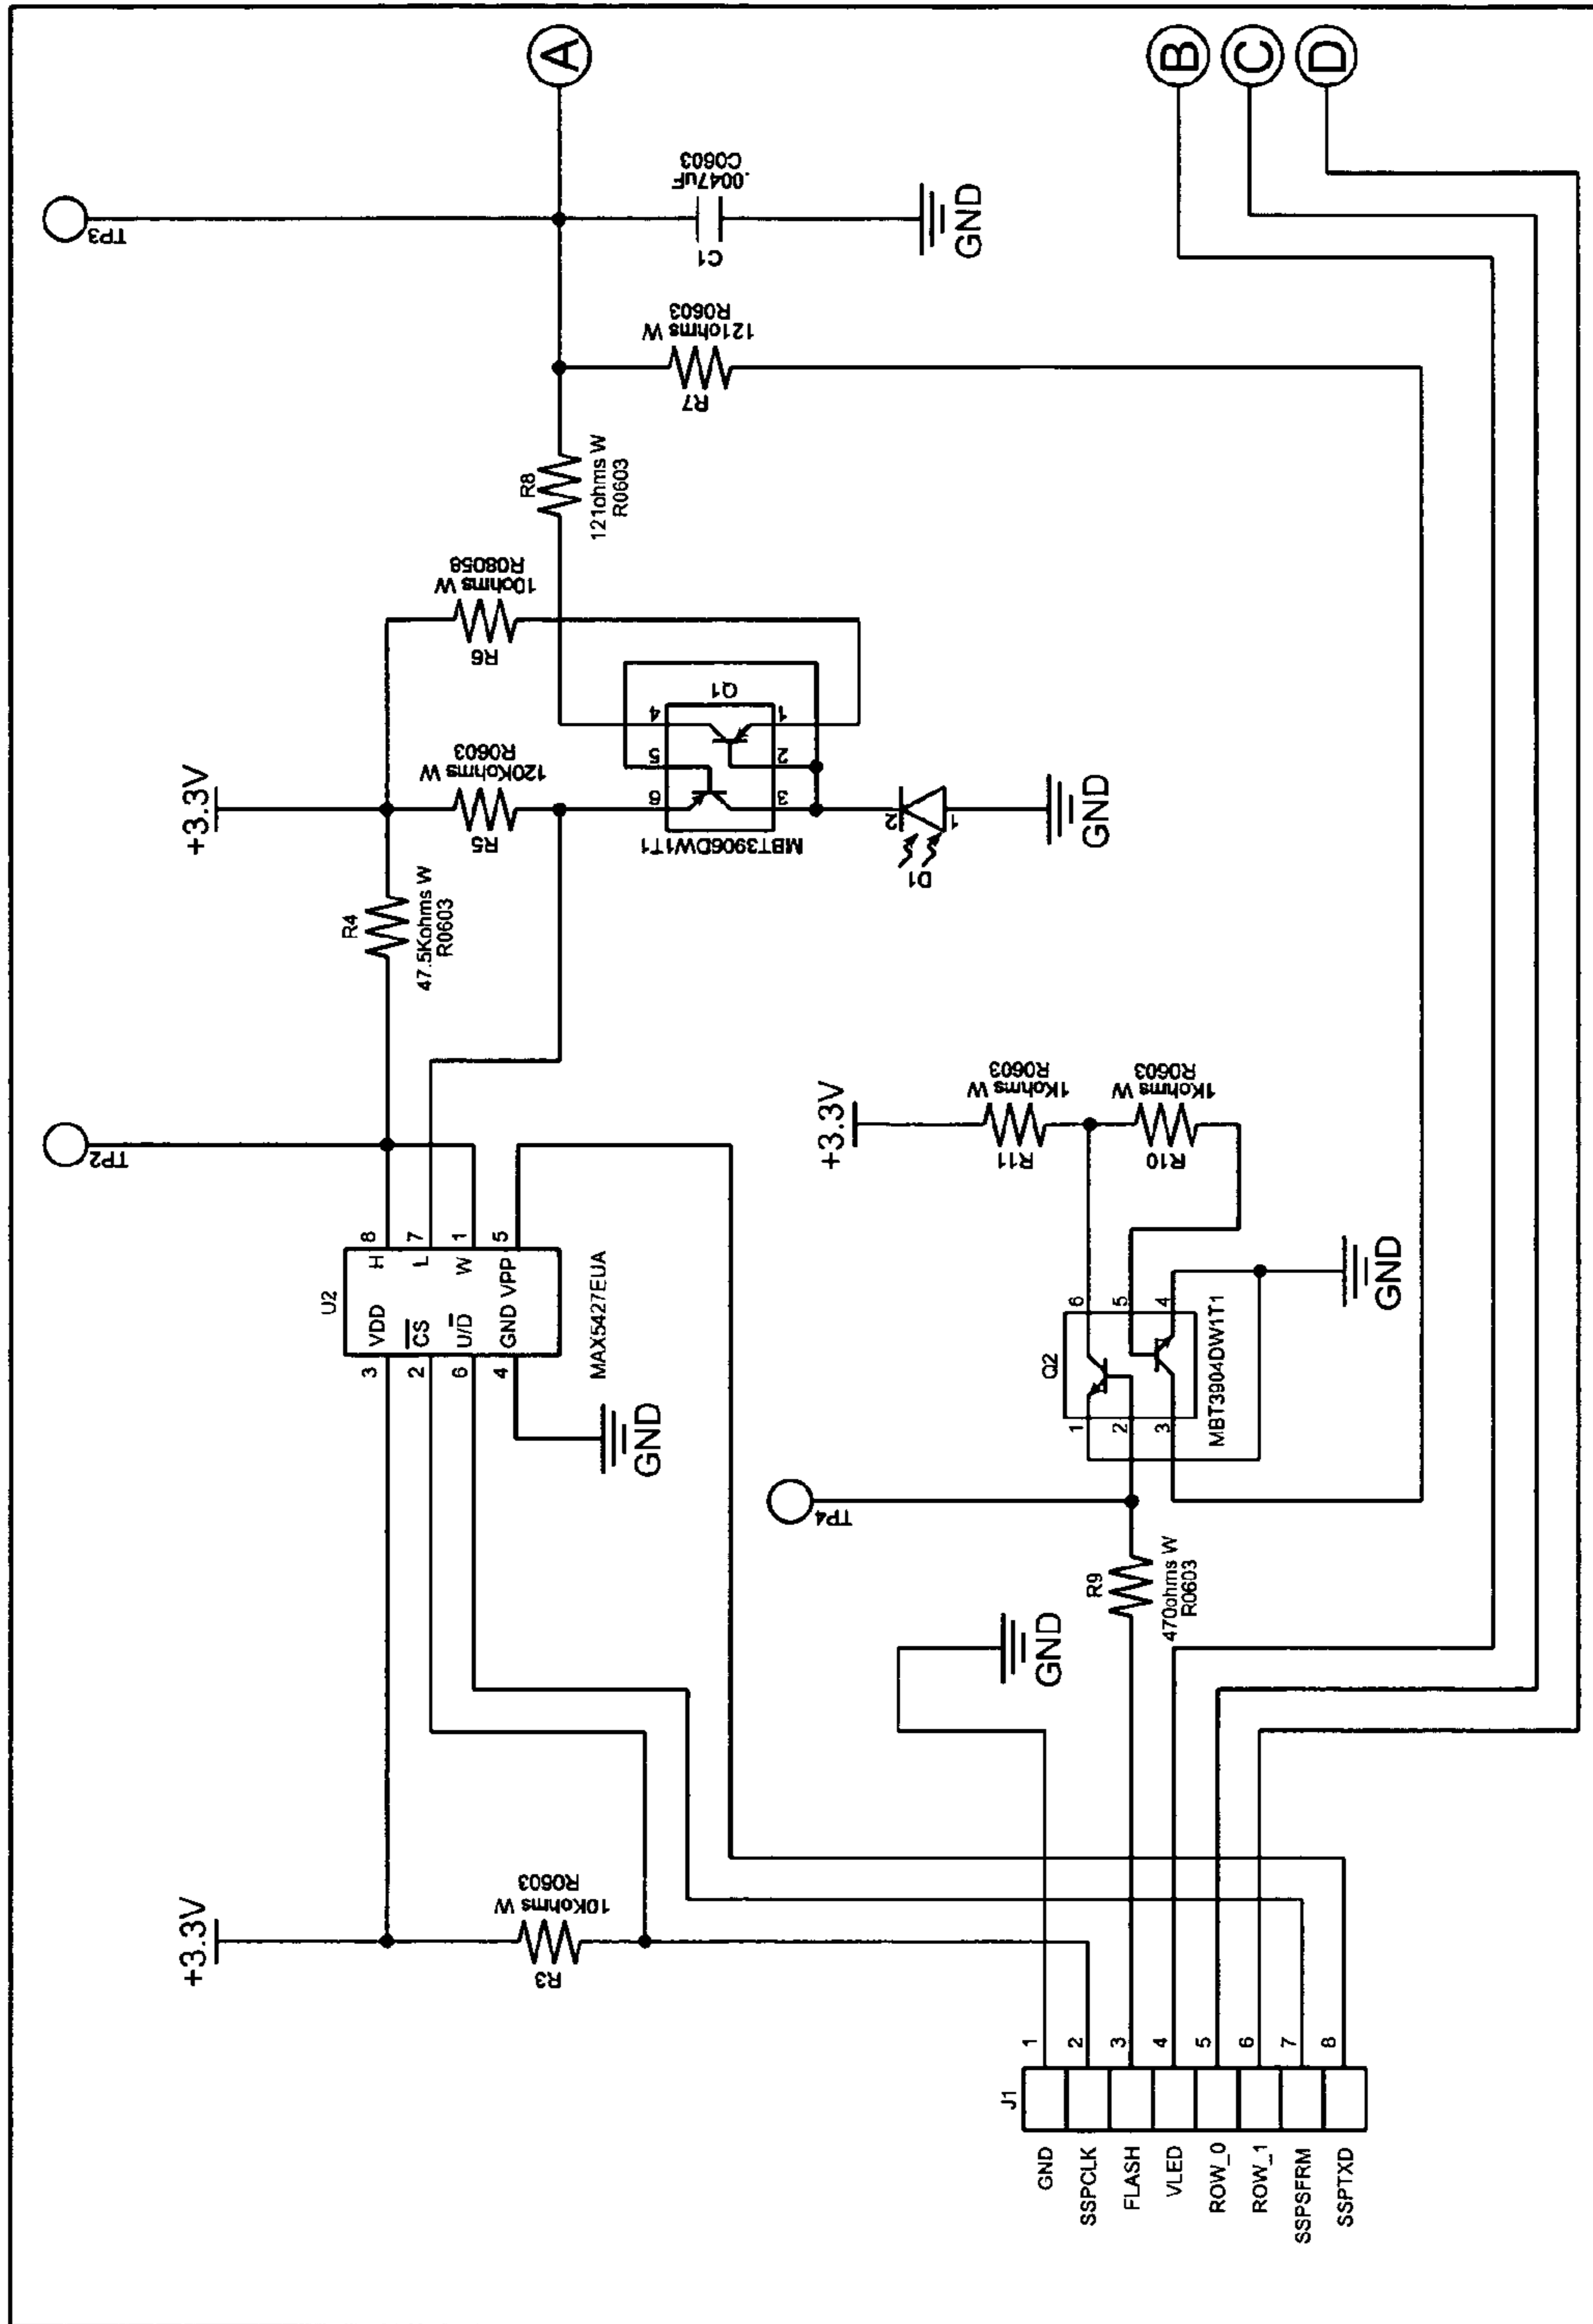 A
B
C
D
TP3
.0047uF
C0603
C1
GND
121ohms W
R0603
R7
R8
121ohms W
R0603
10ohms W
R08058
R6
+3.3V
120Kohms W
R0603
R5
R4
47.5Kohms W
R0603
Q1
4
5
6
1
2
3
MBT3906DW1T1
2
1
D1
GND
TP2
U2
3 VDD H 8
2 CS L 7
6 U/D W 1
4 GND VPP 5
MAX5427EUA
GND
+3.3V
1Kohms W
R0603
R11
1Kohms W
R0603
R10
Q2
1 6
2 5
3 4
MBT3904DW1T1
GND
TP4
R9
470ohms W
R0603
GND
+3.3V
10Kohms W
R0603
R3
J1
GND 1
SSPCLK 2
FLASH 3
VLED 4
ROW_0 5
ROW_1 6
SSPSFRM 7
SSPTXD 8